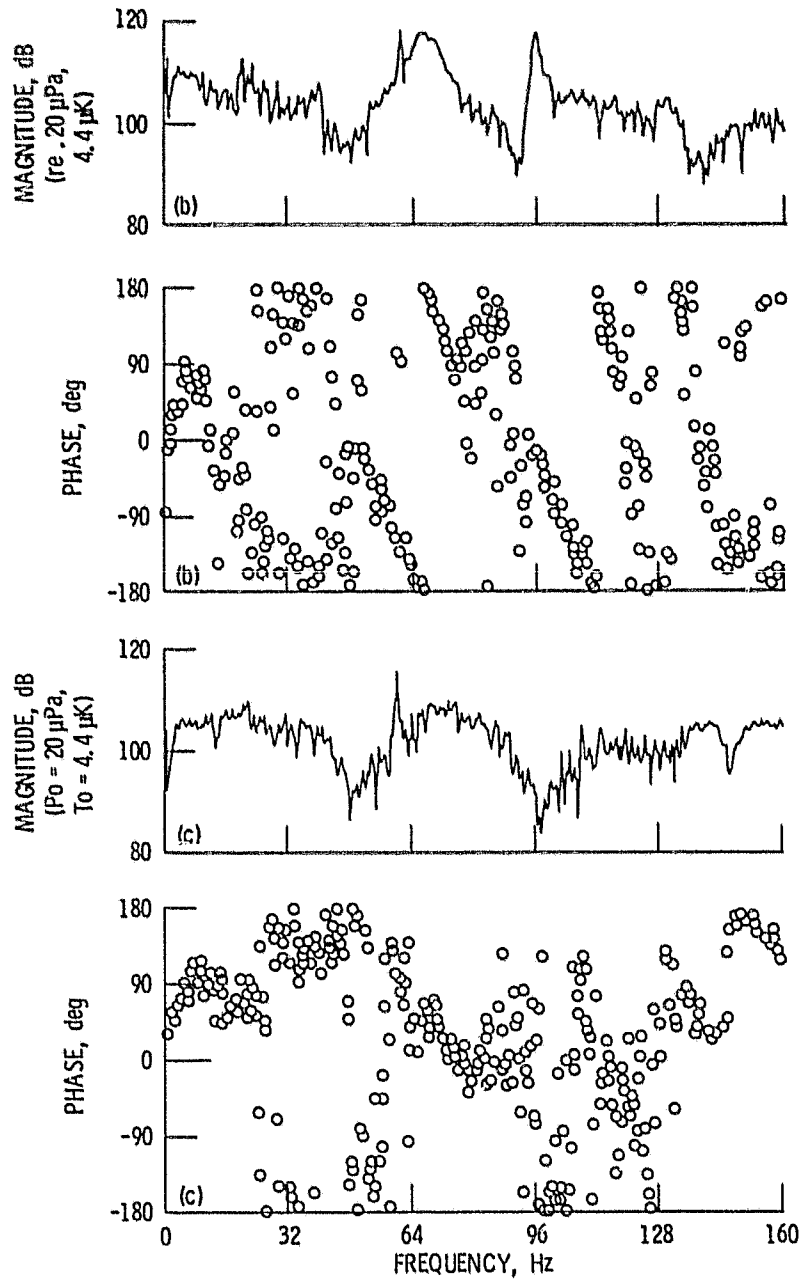 120
100
80
MAGNITUDE, dB
(re . 20 μPa,
4.4 μK)
(b)
180
90
0
-90
-180
PHASE, deg
(b)
120
100
80
MAGNITUDE, dB
(Po = 20 μPa,
To = 4.4 μK)
(c)
180
90
0
-90
-180
PHASE, deg
(c)
0 32 64 96 128 160
FREQUENCY, Hz